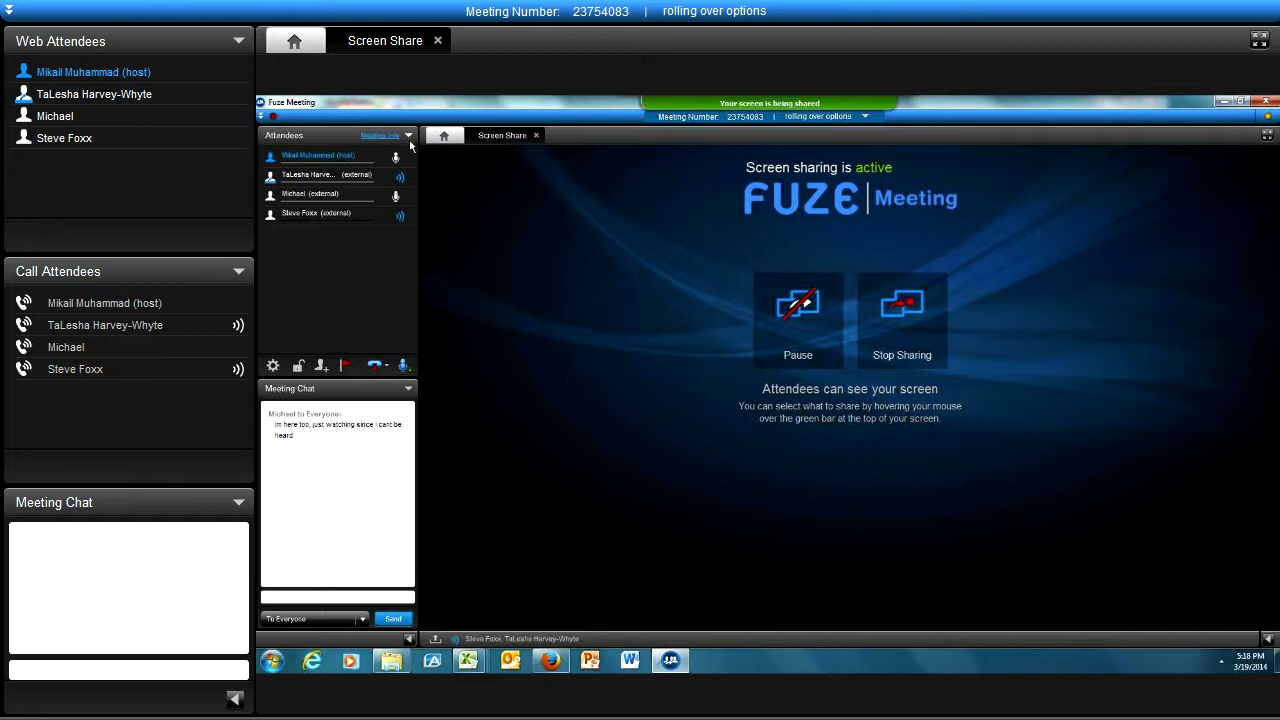 Meeting Number: 23754083 | rolling over options
Web Attendees
Mikail Muhammad (host)
TaLesha Harvey-Whyte
Michael
Steve Foxx
Call Attendees
Mikail Muhammad (host)
TaLesha Harvey-Whyte
Michael
Steve Foxx
Meeting Chat
Screen Share
Fuze Meeting
Your screen is being shared
Meeting Number: 23754083 | rolling over options
Attendees Meeting Info
Mikail Muhammad (host)
TaLesha Harve... (external)
Michael (external)
Steve Foxx (external)
Meeting Chat
Michael to Everyone:
Im here too, just watching since i cant be
heard
To Everyone
Send
Screen Share
Screen sharing is active
FUZE | Meeting
Pause
Stop Sharing
Attendees can see your screen
You can select what to share by hovering your mouse
over the green bar at the top of your screen.
Steve Foxx, TaLesha Harvey-Whyte
5:18 PM
3/19/2014